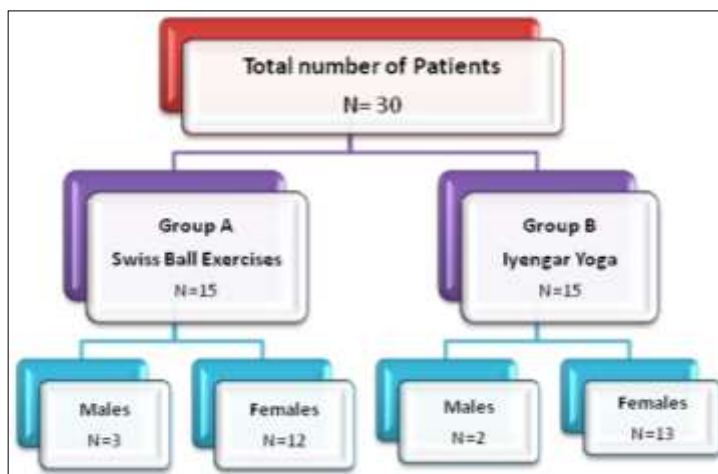 Total number of Patients
N= 30
Group A
Swiss Ball Exercises
N=15
Group B
Iyengar Yoga
N=15
Males
N=3
Females
N=12
Males
N=2
Females
N=13